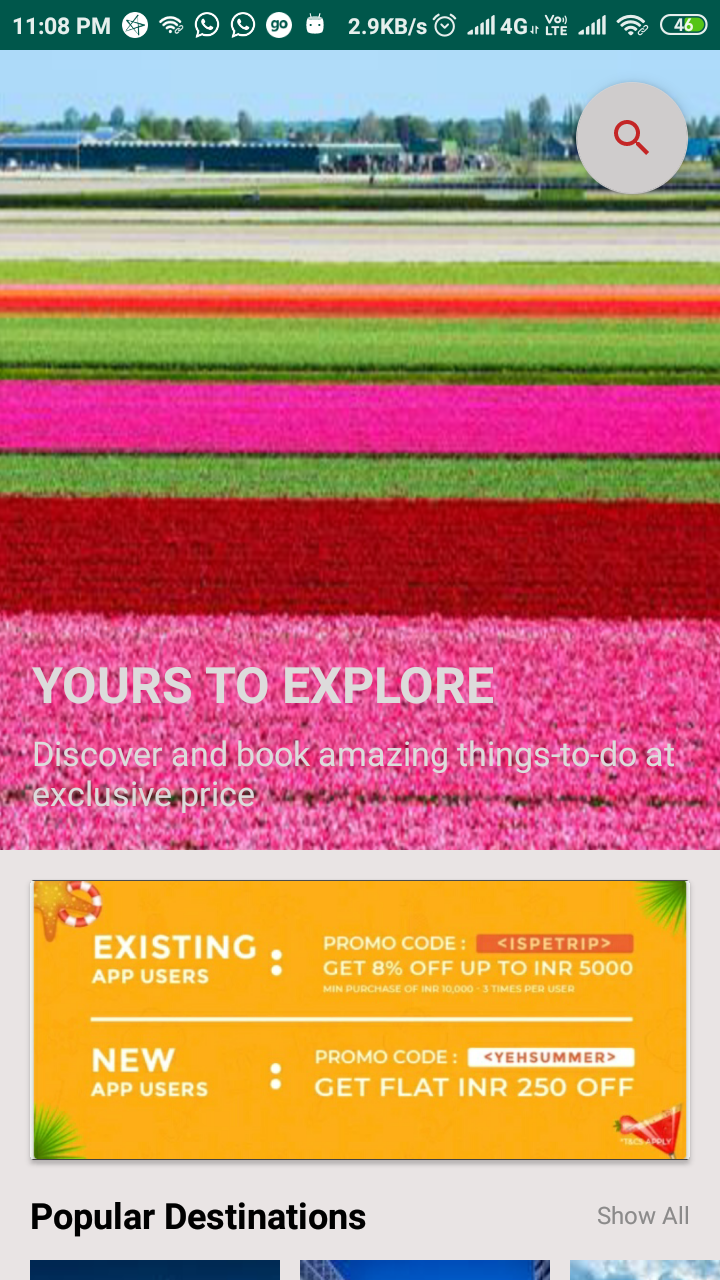 11:08 PM go 2.9KB/s 4G Vo) LTE 46
YOURS TO EXPLORE
Discover and book amazing things-to-do at
exclusive price
EXISTING
APP USERS
:
PROMO CODE : <ISPETRIP>
GET 8% OFF UP TO INR 5000
MIN PURCHASE OF INR 10,000 - 3 TIMES PER USER
NEW
APP USERS
:
PROMO CODE : <YEHSUMMER>
GET FLAT INR 250 OFF
*T&CS APPLY
Popular Destinations
Show All